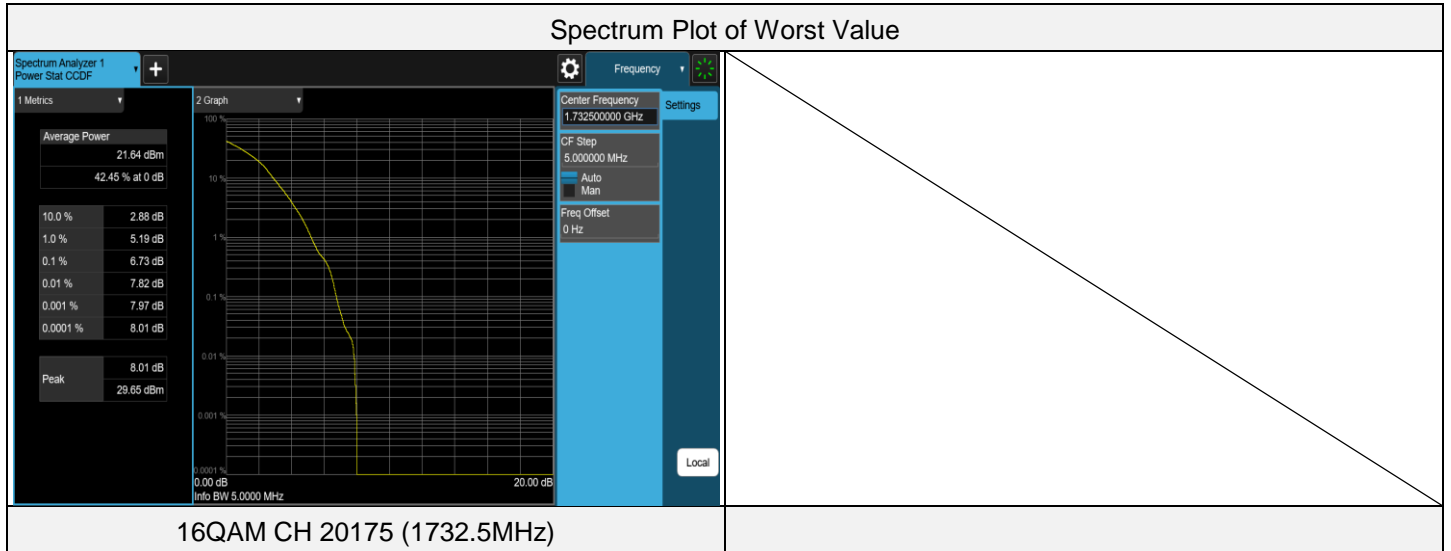 Spectrum Plot of Worst Value
Spectrum Analyzer 1
Power Stat CCDF
+
Frequency
1 Metrics
2 Graph
Average Power
21.64 dBm
42.45 % at 0 dB
10.0 % 2.88 dB
1.0 % 5.19 dB
0.1 % 6.73 dB
0.01 % 7.82 dB
0.001 % 7.97 dB
0.0001 % 8.01 dB
Peak 8.01 dB
29.65 dBm
100 %
10 %
1 %
0.1 %
0.01 %
0.001 %
0.0001 %
0.00 dB 20.00 dB
Info BW 5.0000 MHz
Center Frequency
1.732500000 GHz
Settings
CF Step
5.000000 MHz
Auto
Man
Freq Offset
0 Hz
Local
16QAM CH 20175 (1732.5MHz)